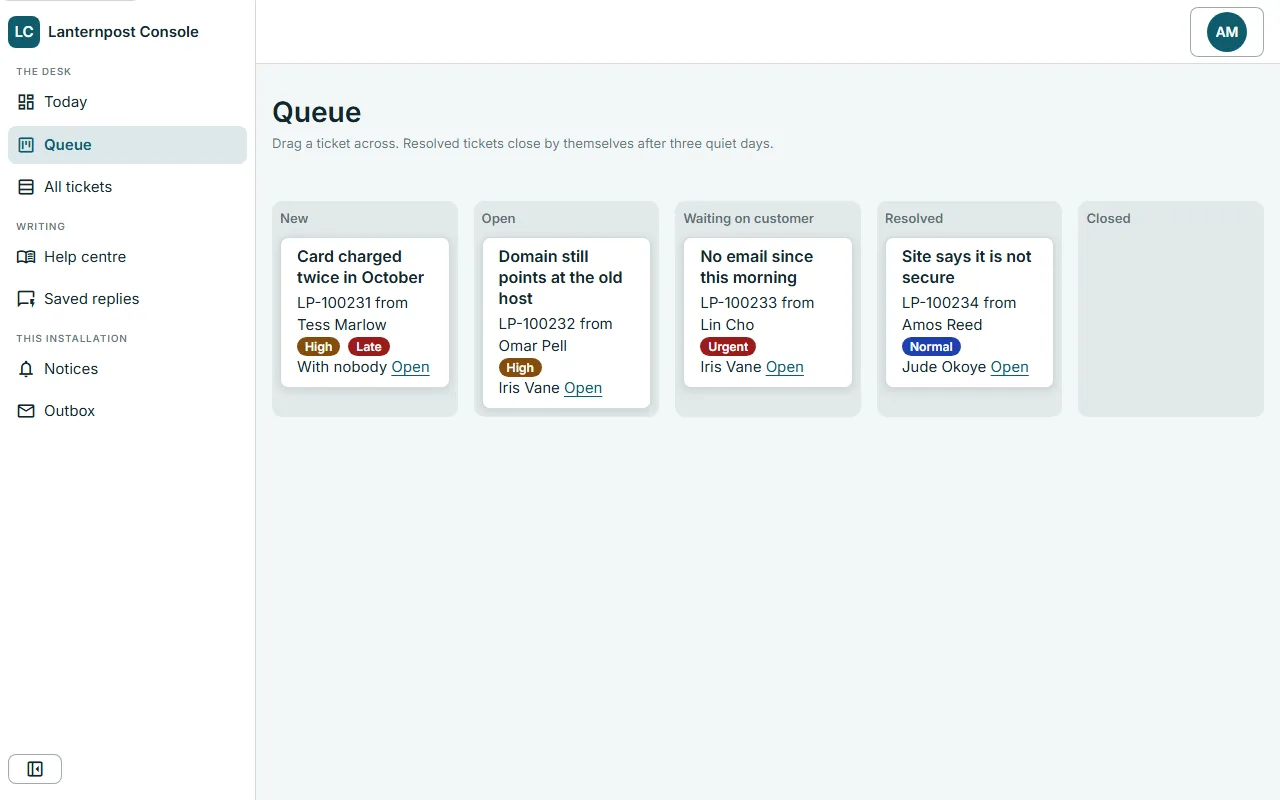 LC Lanternpost Console
AM
THE DESK
Today
Queue
All tickets
WRITING
Help centre
Saved replies
THIS INSTALLATION
Notices
Outbox
Queue
Drag a ticket across. Resolved tickets close by themselves after three quiet days.
New
Card charged
twice in October
LP-100231 from
Tess Marlow
High Late
With nobody Open
Open
Domain still
points at the old
host
LP-100232 from
Omar Pell
High
Iris Vane Open
Waiting on customer
No email since
this morning
LP-100233 from
Lin Cho
Urgent
Iris Vane Open
Resolved
Site says it is not
secure
LP-100234 from
Amos Reed
Normal
Jude Okoye Open
Closed